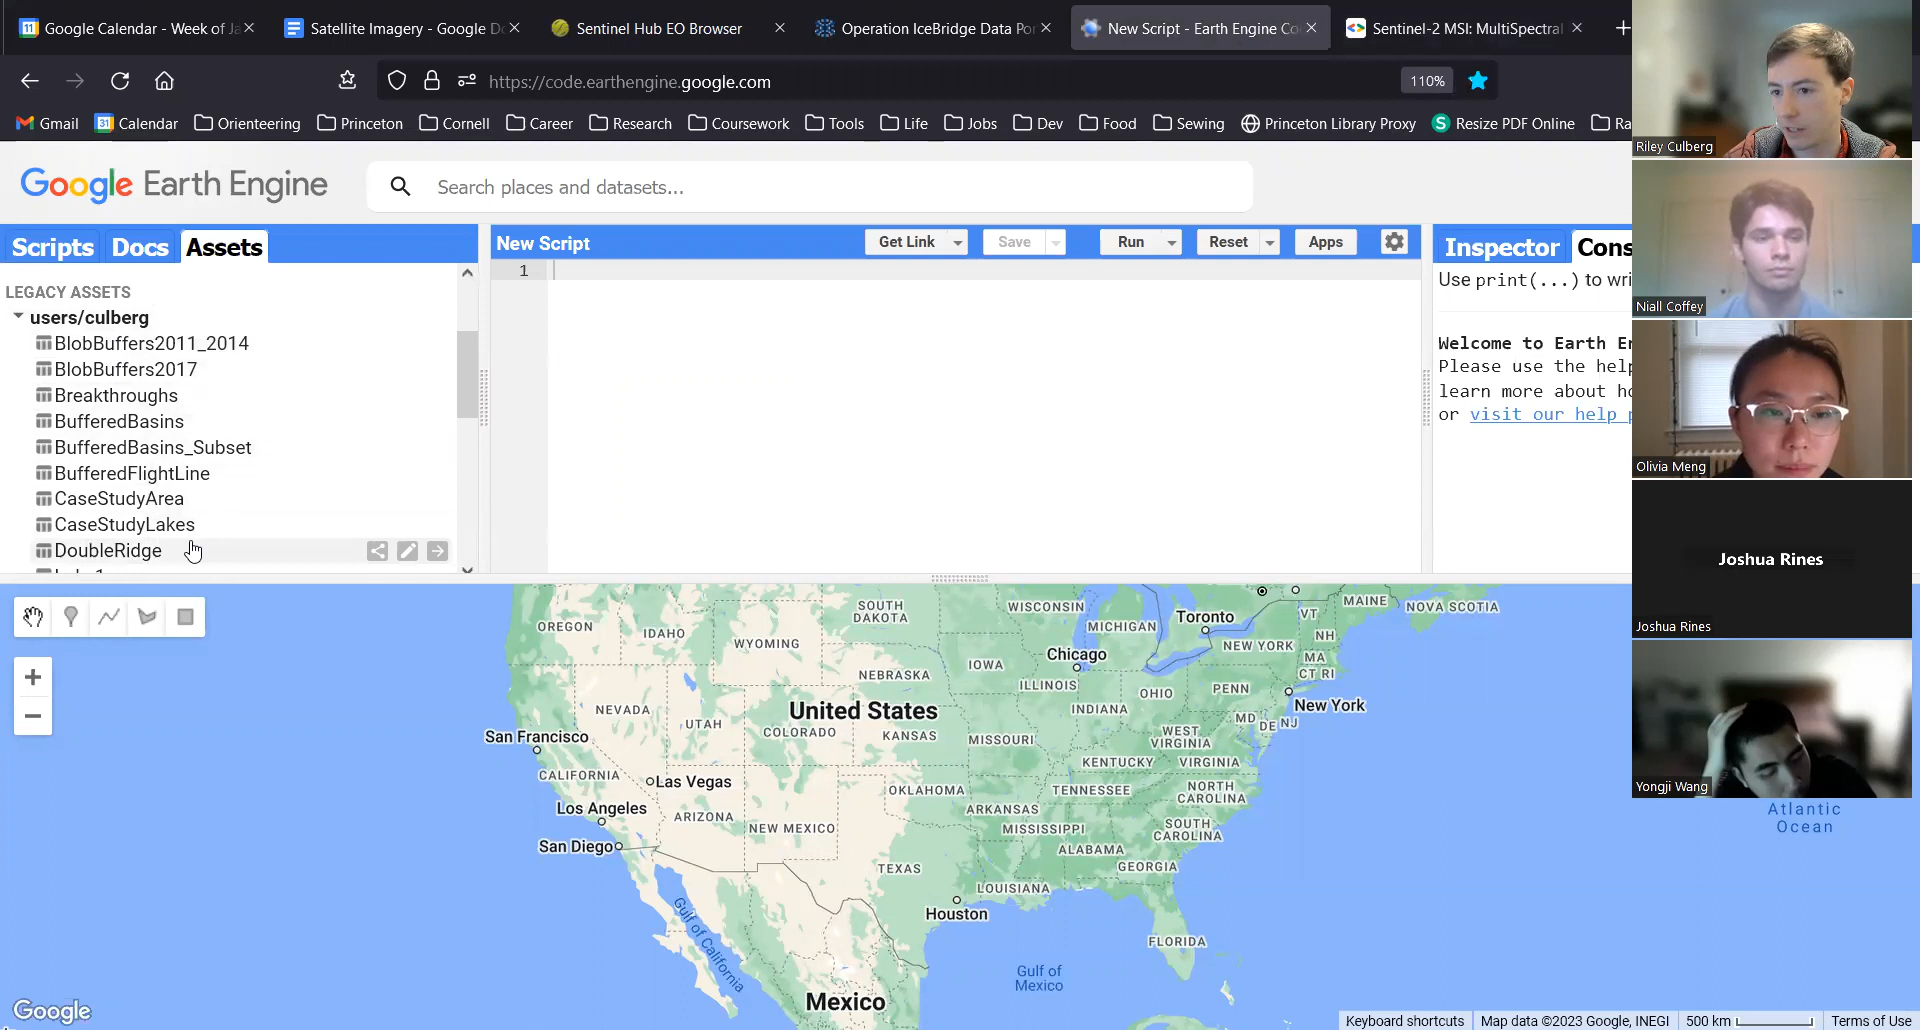 Google Calendar - Week of Ja
Satellite Imagery - Google D
Sentinel Hub EO Browser
Operation IceBridge Data Po
New Script - Earth Engine Co
Sentinel-2 MSI: MultiSpectral
https://code.earthengine.google.com
110%
Gmail
Calendar
Orienteering
Princeton
Cornell
Career
Research
Coursework
Tools
Life
Jobs
Dev
Food
Sewing
Princeton Library Proxy
Resize PDF Online
Ra
Google Earth Engine
Search places and datasets...
Scripts
Docs
Assets
New Script
Get Link
Save
Run
Reset
Apps
Inspector
Cons
LEGACY ASSETS
users/culberg
BlobBuffers2011_2014
BlobBuffers2017
Breakthroughs
BufferedBasins
BufferedBasins_Subset
BufferedFlightLine
CaseStudyArea
CaseStudyLakes
DoubleRidge
1
Use print(...) to wri
Welcome to Earth En
Please use the help
learn more about ho
or visit our help p
Riley Culberg
Niall Coffey
Olivia Meng
Joshua Rines
Joshua Rines
Yongji Wang
OREGON
IDAHO
WYOMING
SOUTH
DAKOTA
WISCONSIN
MICHIGAN
Toronto
MAINE
NOVA SCOTIA
VT
NH
NEW YORK
MA
CT RI
Chicago
IOWA
NEBRASKA
ILLINOIS
OHIO
PENN
NEVADA
UTAH
United States
COLORADO
KANSAS
INDIANA
MD
DE
NJ
New York
San Francisco
MISSOURI
WEST
VIRGINIA
KENTUCKY
VIRGINIA
CALIFORNIA
Las Vegas
OKLAHOMA
TENNESSEE
NORTH
CAROLINA
Los Angeles
ARIZONA
NEW MEXICO
ARKANSAS
MISSISSIPPI
SOUTH
CAROLINA
San Diego
ALABAMA
TEXAS
GEORGIA
LOUISIANA
Houston
Gulf of California
FLORIDA
Gulf of
Mexico
Mexico
Atlantic
Ocean
Google
Keyboard shortcuts
Map data ©2023 Google, INEGI
500 km
Terms of Use